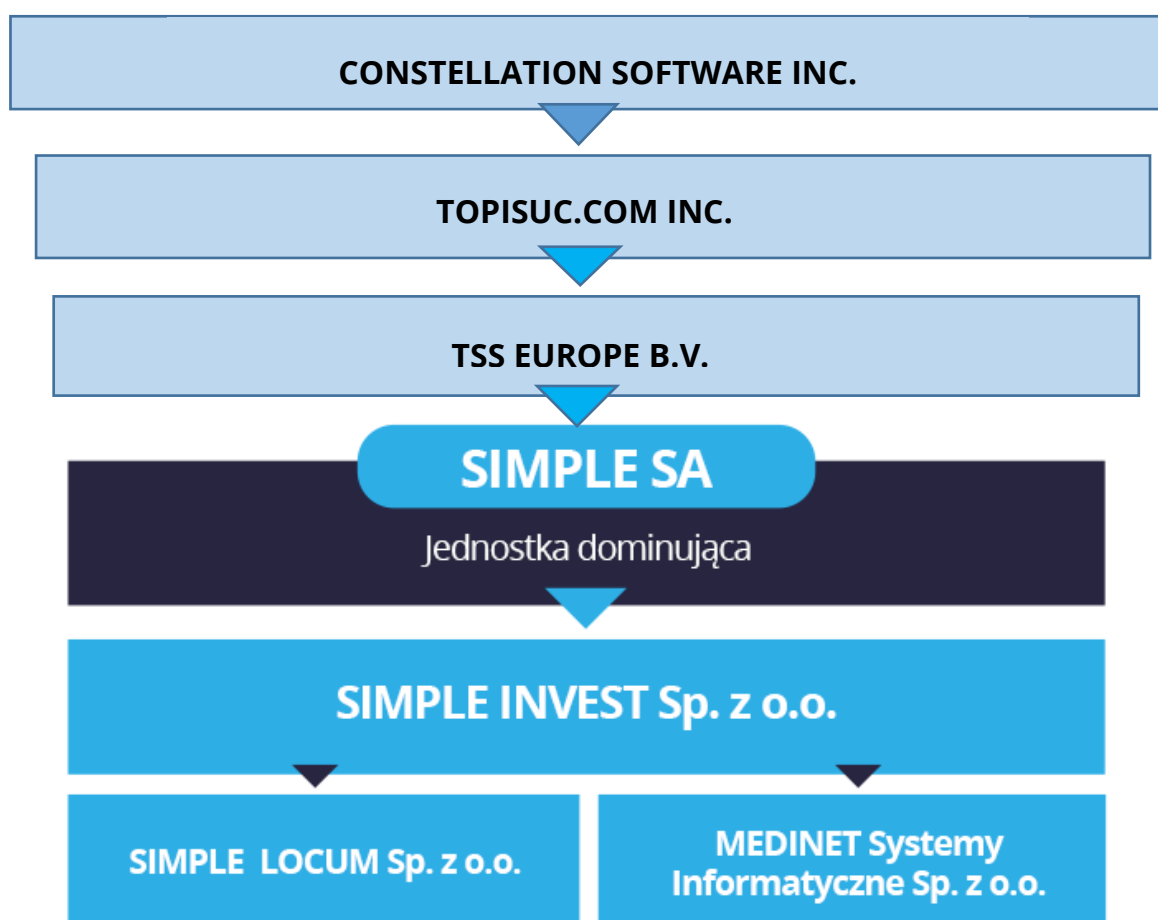 CONSTELLATION SOFTWARE INC.
TOPISUC.COM INC.
TSS EUROPE B.V.
SIMPLE SA
Jednostka dominująca
SIMPLE INVEST Sp. z o.o.
SIMPLE LOCUM Sp. z o.o.
MEDINET Systemy
Informatyczne Sp. z o.o.